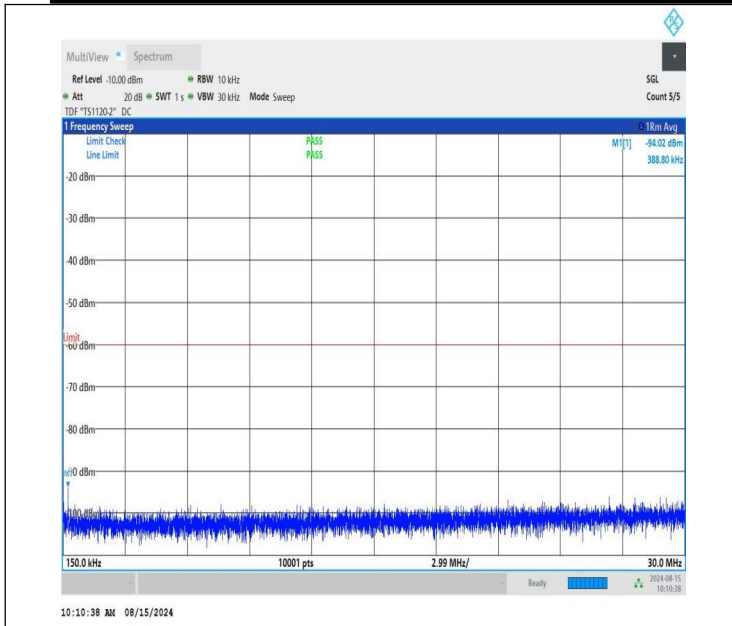 MultiView Spectrum
Ref Level -10.00 dBm RBW 10 kHz SGL
Att 20 dB SWT 1 s VBW 30 kHz Mode Sweep Count 5/5
TDF "TS1120-2" DC
1 Frequency Sweep 1Rm Avg
Limit Check PASS M1[1] -94.02 dBm
Line Limit PASS 388.80 kHz
-20 dBm
-30 dBm
-40 dBm
-50 dBm
Limit
-60 dBm
-70 dBm
-80 dBm
0 dBm
-100 dBm
150.0 kHz 10001 pts 2.99 MHz/ 30.0 MHz
Ready 2024-08-15
10:10:38
10:10:38 AM 08/15/2024